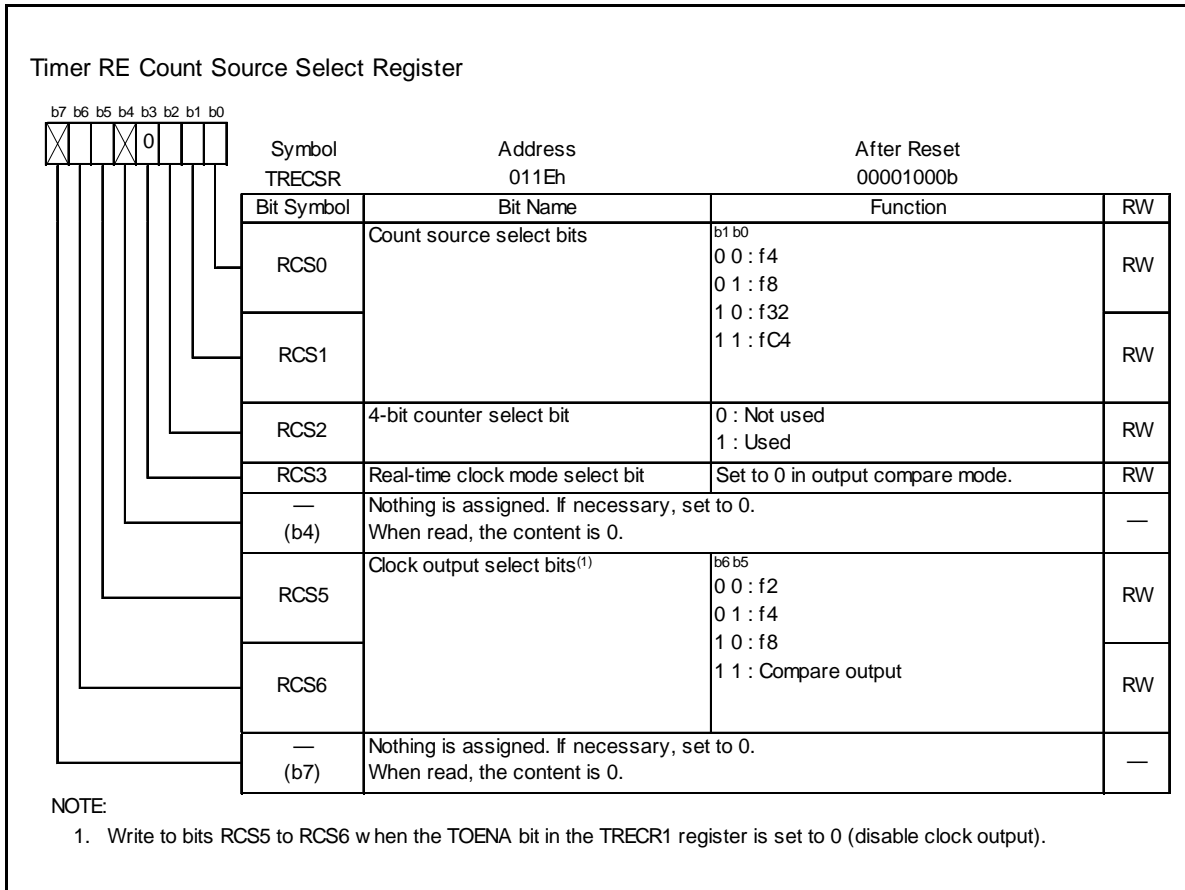 Timer RE Count Source Select Register
b7 b6 b5 b4 b3 b2 b1 b0
0
Symbol Address After Reset
TRECSR 011Eh 00001000b
Bit Symbol Bit Name Function RW
RCS0 Count source select bits b1 b0 RW
0 0 : f4
0 1 : f8
1 0 : f32
RCS1 1 1 : fC4 RW
RCS2 4-bit counter select bit 0 : Not used RW
1 : Used
RCS3 Real-time clock mode select bit Set to 0 in output compare mode. RW
— Nothing is assigned. If necessary, set to 0. —
(b4) When read, the content is 0.
RCS5 Clock output select bits(1) b6 b5 RW
0 0 : f2
0 1 : f4
1 0 : f8
RCS6 1 1 : Compare output RW
— Nothing is assigned. If necessary, set to 0. —
(b7) When read, the content is 0.
NOTE:
1. Write to bits RCS5 to RCS6 when the TOENA bit in the TRECR1 register is set to 0 (disable clock output).